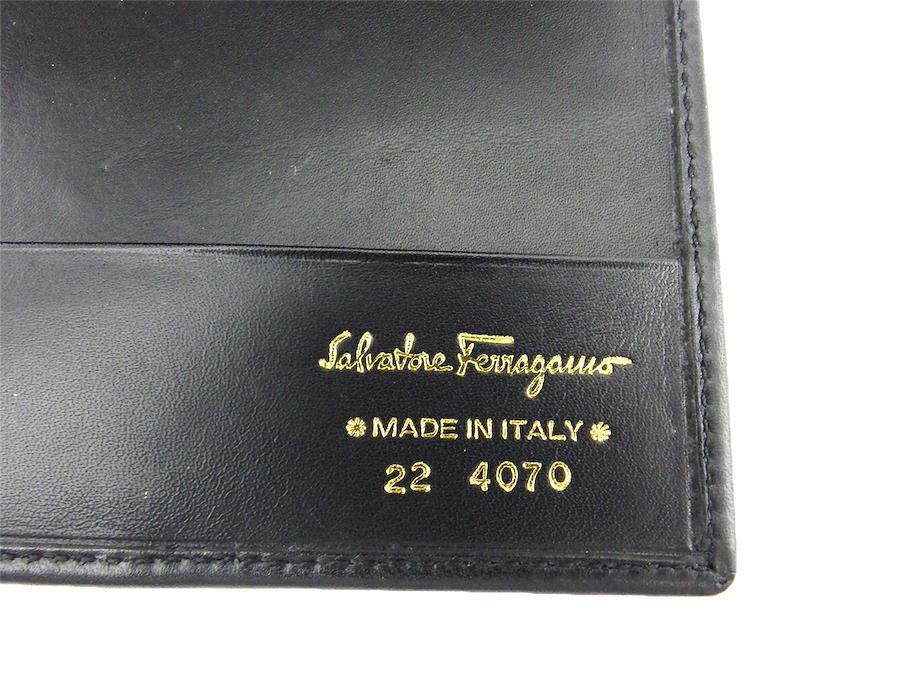 Salvatore Ferragamo
MADE IN ITALY
22 4070